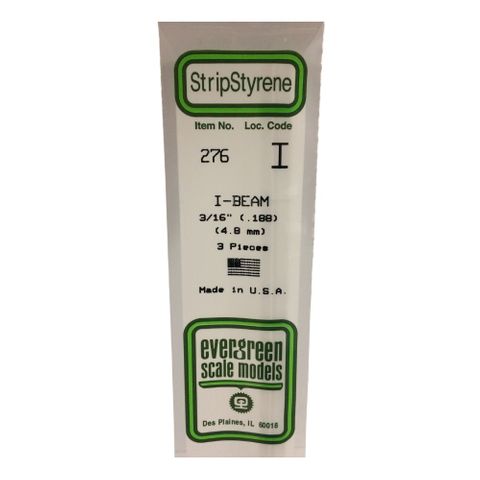 StripStyrene
Item No. Loc. Code
276 I
I-BEAM
3/16" (.188)
(4.8 mm)
3 Pieces
Made in U.S.A.
evergreen
scale models
Des Plaines, IL 60018